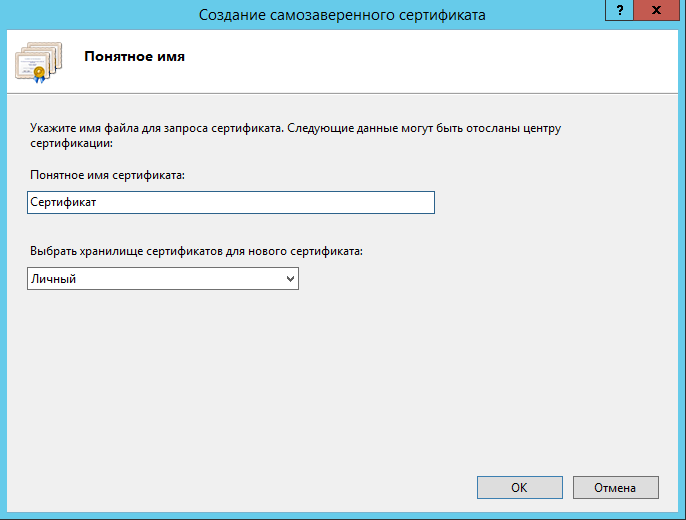 Создание самозаверенного сертификата
? x
Понятное имя
Укажите имя файла для запроса сертификата. Следующие данные могут быть отосланы центру
сертификации:
Понятное имя сертификата:
Сертификат
Выбрать хранилище сертификатов для нового сертификата:
Личный
ОК Отмена